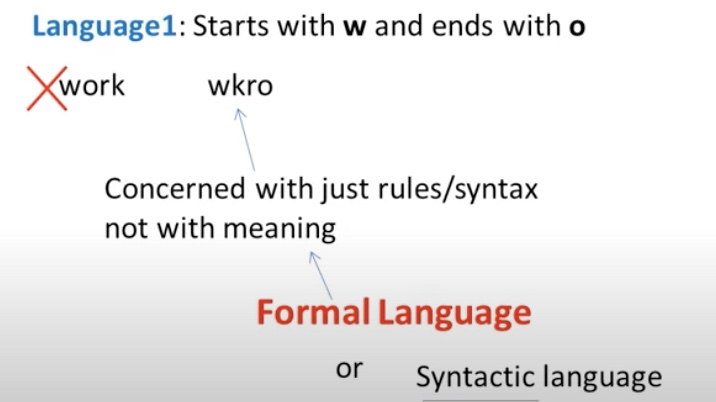 Language1: Starts with w and ends with o
work wkro
Concerned with just rules/syntax
not with meaning
Formal Language
or Syntactic language